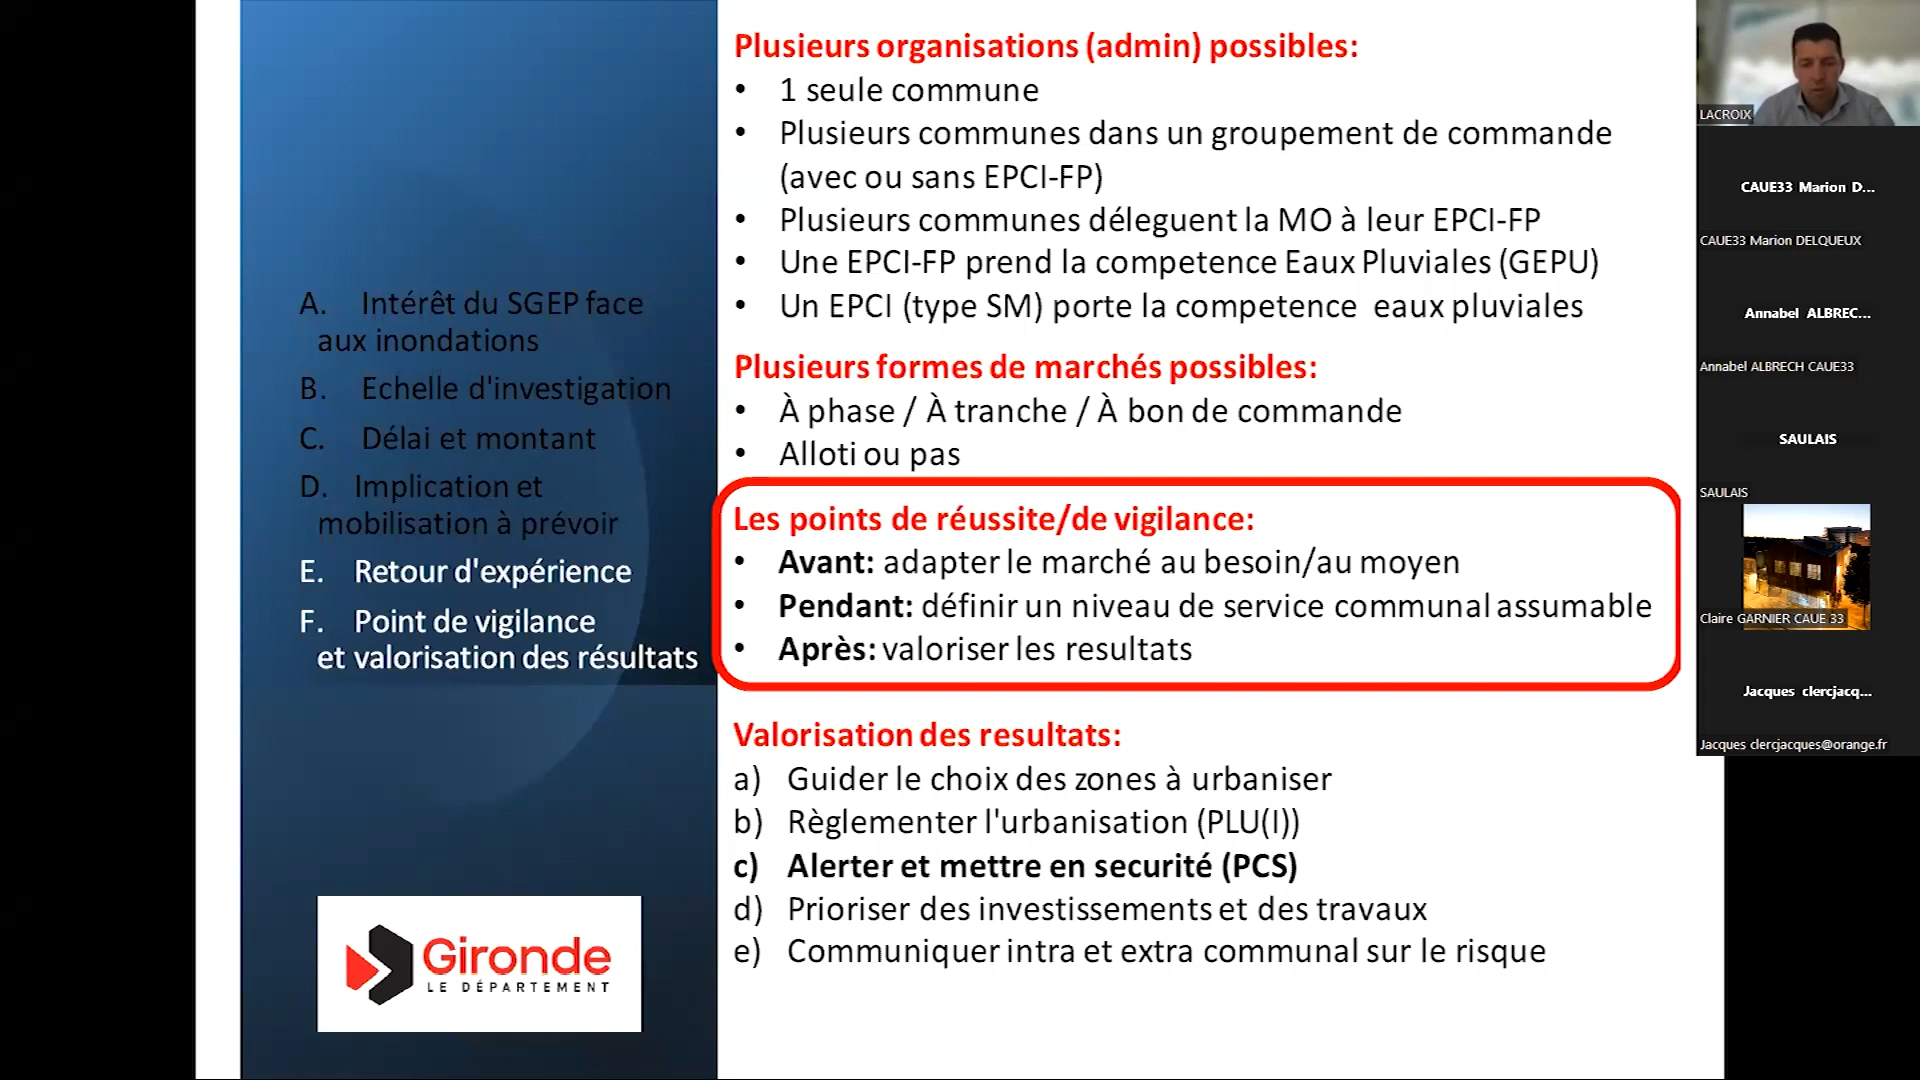 A. Intérêt du SGEP face
aux inondations
B. Echelle d'investigation
C. Délai et montant
D. Implication et
mobilisation à prévoir
E. Retour d'expérience
F. Point de vigilance
et valorisation des résultats
Gironde
LE DÉPARTEMENT
Plusieurs organisations (admin) possibles:
• 1 seule commune
• Plusieurs communes dans un groupement de commande
(avec ou sans EPCI-FP)
• Plusieurs communes déleguent la MO à leur EPCI-FP
• Une EPCI-FP prend la competence Eaux Pluviales (GEPU)
• Un EPCI (type SM) porte la competence eaux pluviales
Plusieurs formes de marchés possibles:
• À phase / À tranche / À bon de commande
• Alloti ou pas
Les points de réussite/de vigilance:
• Avant: adapter le marché au besoin/au moyen
• Pendant: définir un niveau de service communal assumable
• Après: valoriser les resultats
Valorisation des resultats:
a) Guider le choix des zones à urbaniser
b) Règlementer l'urbanisation (PLU(I))
c) Alerter et mettre en securité (PCS)
d) Prioriser des investissements et des travaux
e) Communiquer intra et extra communal sur le risque
LACROIX
CAUE33 Marion D...
CAUE33 Marion DELQUEUX
Annabel ALBREC...
Annabel ALBRECH CAUE33
SAULAIS
SAULAIS
Claire GARNIER CAUE 33
Jacques clercjacq...
Jacques clercjacques@orange.fr